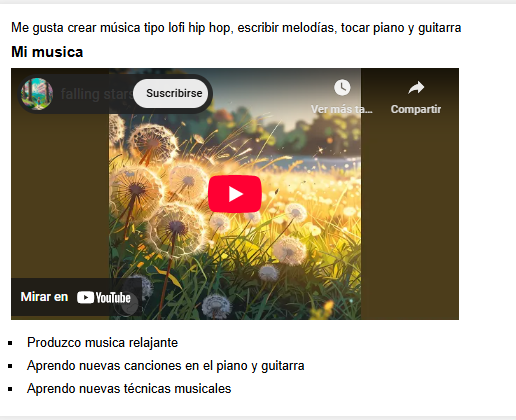 Me gusta crear música tipo lofi hip hop, escribir melodías, tocar piano y guitarra
Mi musica
falling star
Suscribirse
Ver más ta...
Compartir
Mirar en YouTube
Produzco musica relajante
Aprendo nuevas canciones en el piano y guitarra
Aprendo nuevas técnicas musicales